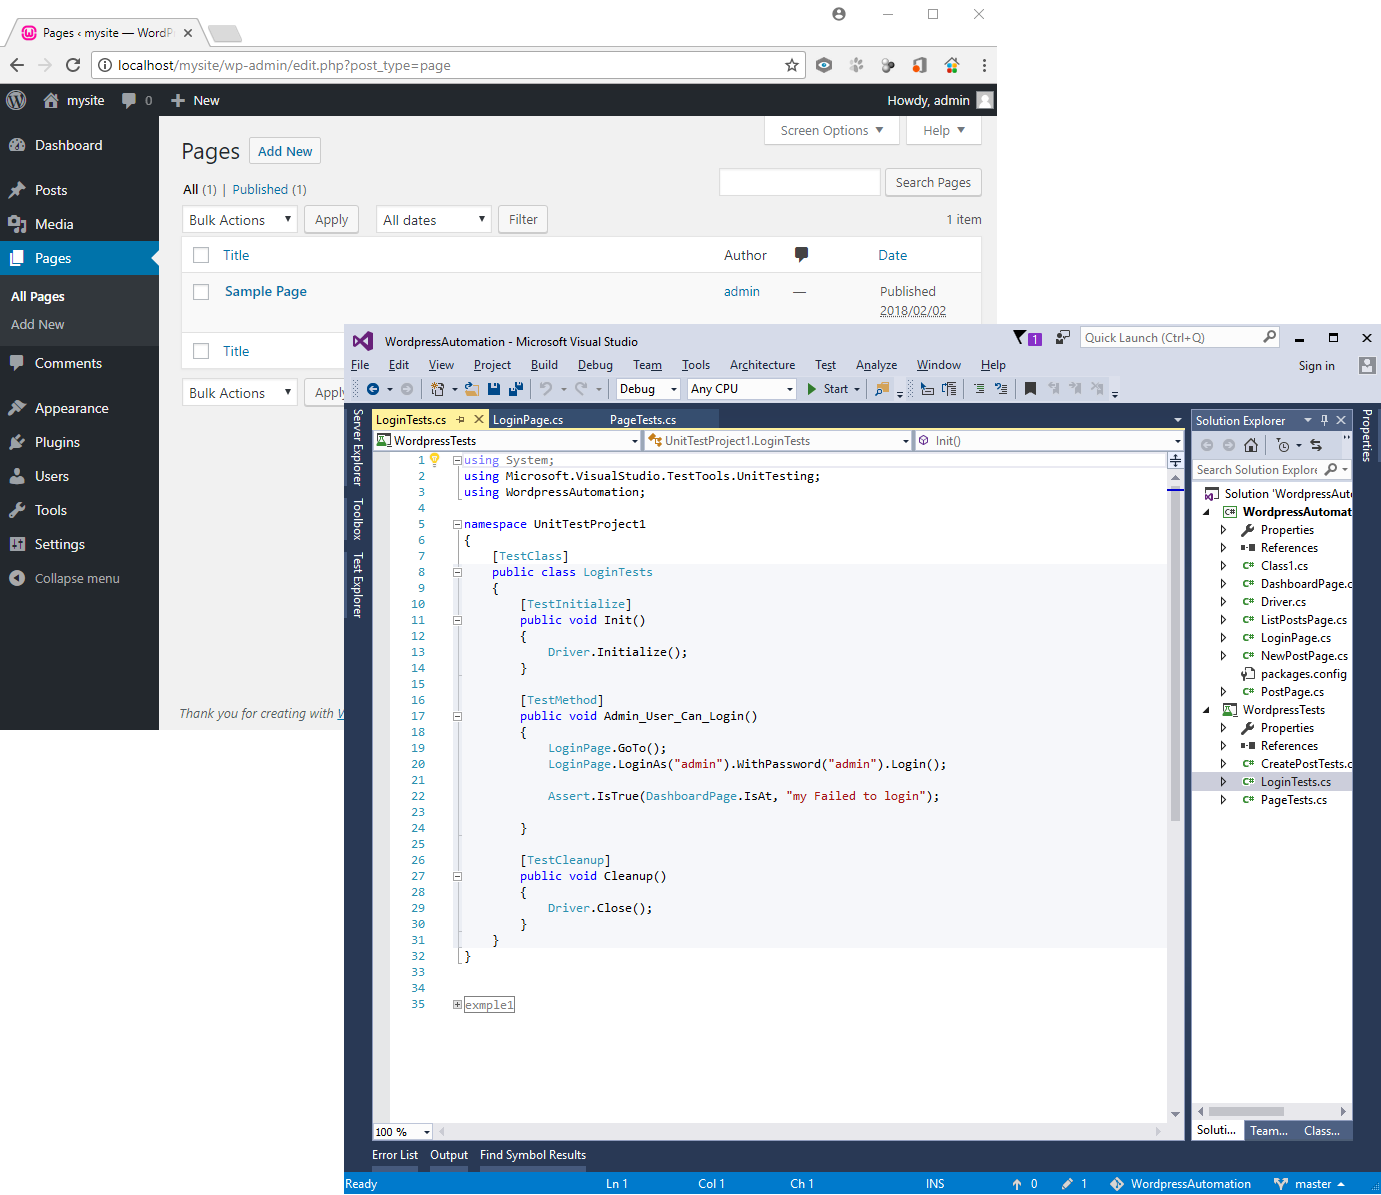 Pages ‹ mysite — WordP
localhost/mysite/wp-admin/edit.php?post_type=page
mysite 0 New Howdy, admin
Screen Options Help
Dashboard
Posts
Media
Pages
All Pages
Add New
Comments
Appearance
Plugins
Users
Tools
Settings
Collapse menu
Pages Add New
All (1) | Published (1)
Search Pages
Bulk Actions Apply All dates Filter 1 item
Title Author Date
Sample Page admin — Published
2018/02/02
Title
Bulk Actions Apply
Thank you for creating with
WordpressAutomation - Microsoft Visual Studio 1 Quick Launch (Ctrl+Q)
File Edit View Project Build Debug Team Tools Architecture Test Analyze Window Help Sign in
Debug Any CPU Start
Server Explorer
Toolbox
Test Explorer
LoginTests.cs LoginPage.cs PageTests.cs
WordpressTests UnitTestProject1.LoginTests Init()
1 using System;
2 using Microsoft.VisualStudio.TestTools.UnitTesting;
3 using WordpressAutomation;
4
5 namespace UnitTestProject1
6 {
7 [TestClass]
8 public class LoginTests
9 {
10 [TestInitialize]
11 public void Init()
12 {
13 Driver.Initialize();
14 }
15
16 [TestMethod]
17 public void Admin_User_Can_Login()
18 {
19 LoginPage.GoTo();
20 LoginPage.LoginAs("admin").WithPassword("admin").Login();
21
22 Assert.IsTrue(DashboardPage.IsAt, "my Failed to login");
23
24 }
25
26 [TestCleanup]
27 public void Cleanup()
28 {
29 Driver.Close();
30 }
31 }
32 }
33
34
35 exmple1
100 %
Solution Explorer
Search Solution Explore
Solution 'WordpressAut
C# WordpressAutomat
Properties
References
C# Class1.cs
C# DashboardPage.c
C# Driver.cs
C# ListPostsPage.cs
C# LoginPage.cs
C# NewPostPage.cs
packages.config
C# PostPage.cs
WordpressTests
Properties
References
C# CreatePostTests.c
C# LoginTests.cs
C# PageTests.cs
Soluti... Team... Class...
Properties
Error List Output Find Symbol Results
Ready Ln 1 Col 1 Ch 1 INS 0 1 WordpressAutomation master